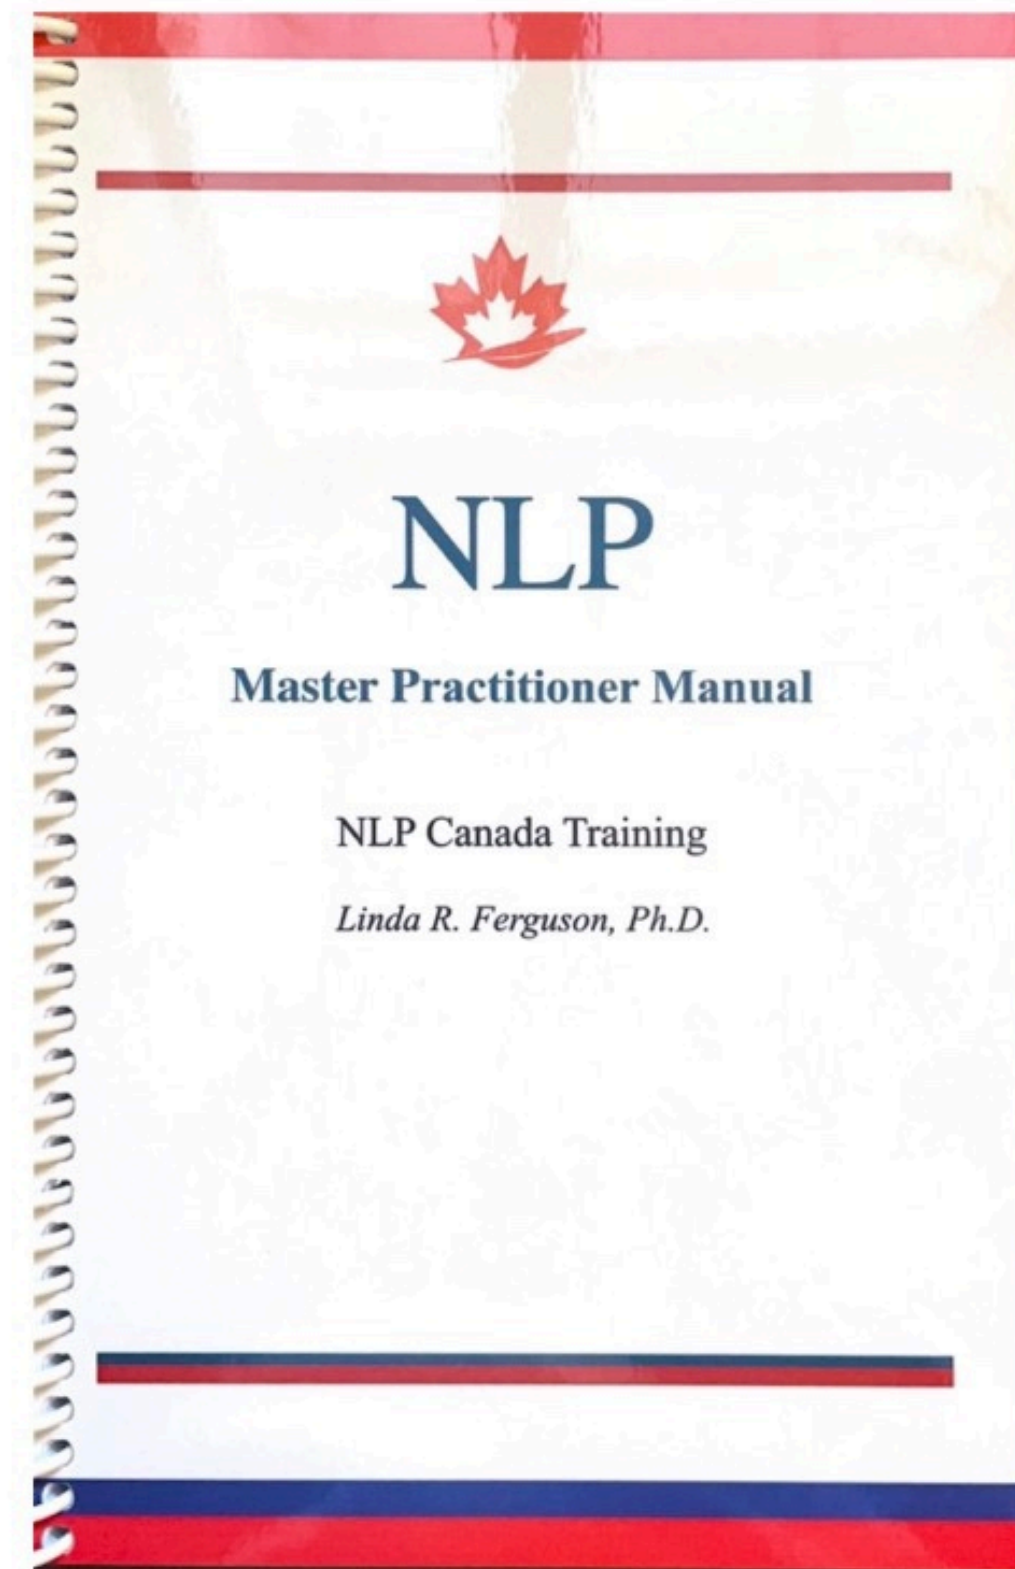 NLP
Master Practitioner Manual
NLP Canada Training
Linda R. Ferguson, Ph.D.